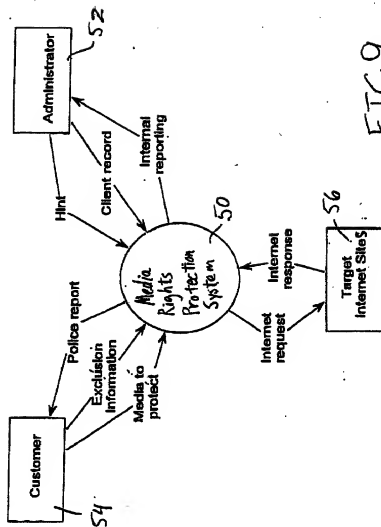 Customer
54
Police report
Exclusion
Information
Media to
protect
Administrator
52
Hint
Client record
Internal
reporting
Media
Rights
Protection
System
50
Internet
request
Internet
response
Target
Internet Sites
56
FIG. 9